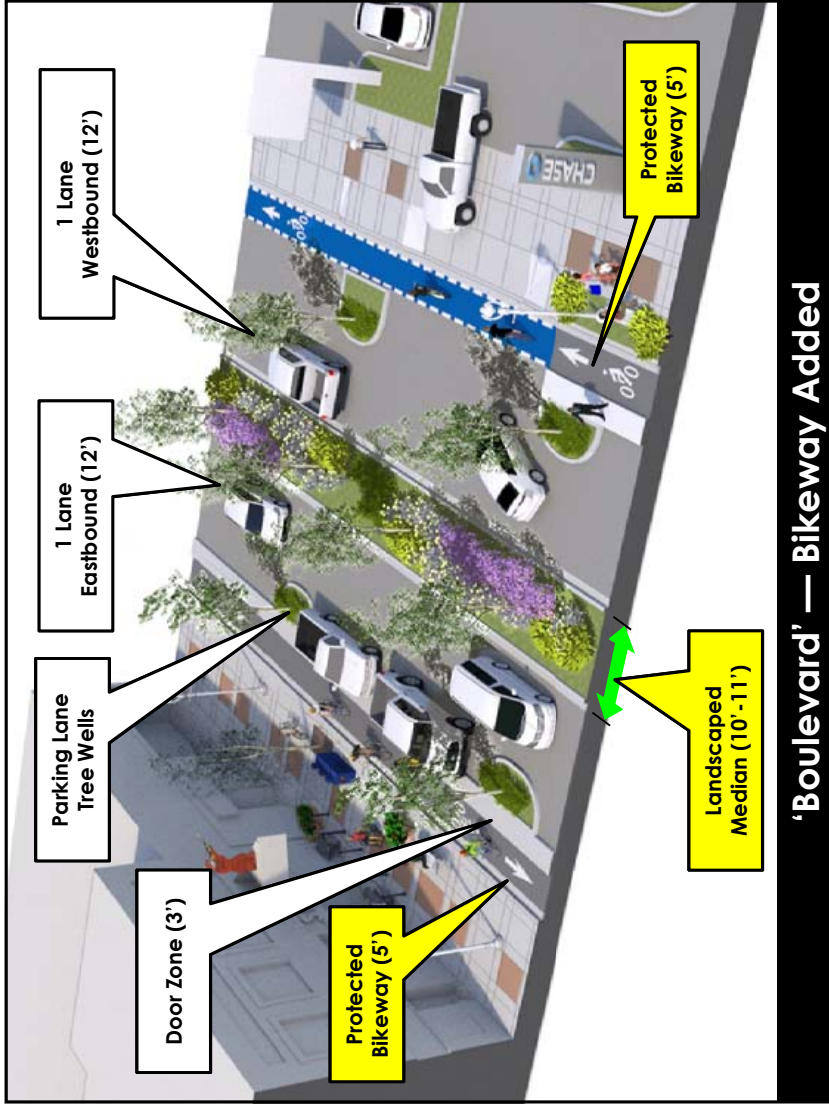 Door Zone (3')
Protected
Bikeway (5')
Parking Lane
Tree Wells
1 Lane
Eastbound (12')
1 Lane
Westbound (12')
CHASE
Landscaped
Median (10'-11')
Protected
Bikeway (5')
'Boulevard' — Bikeway Added